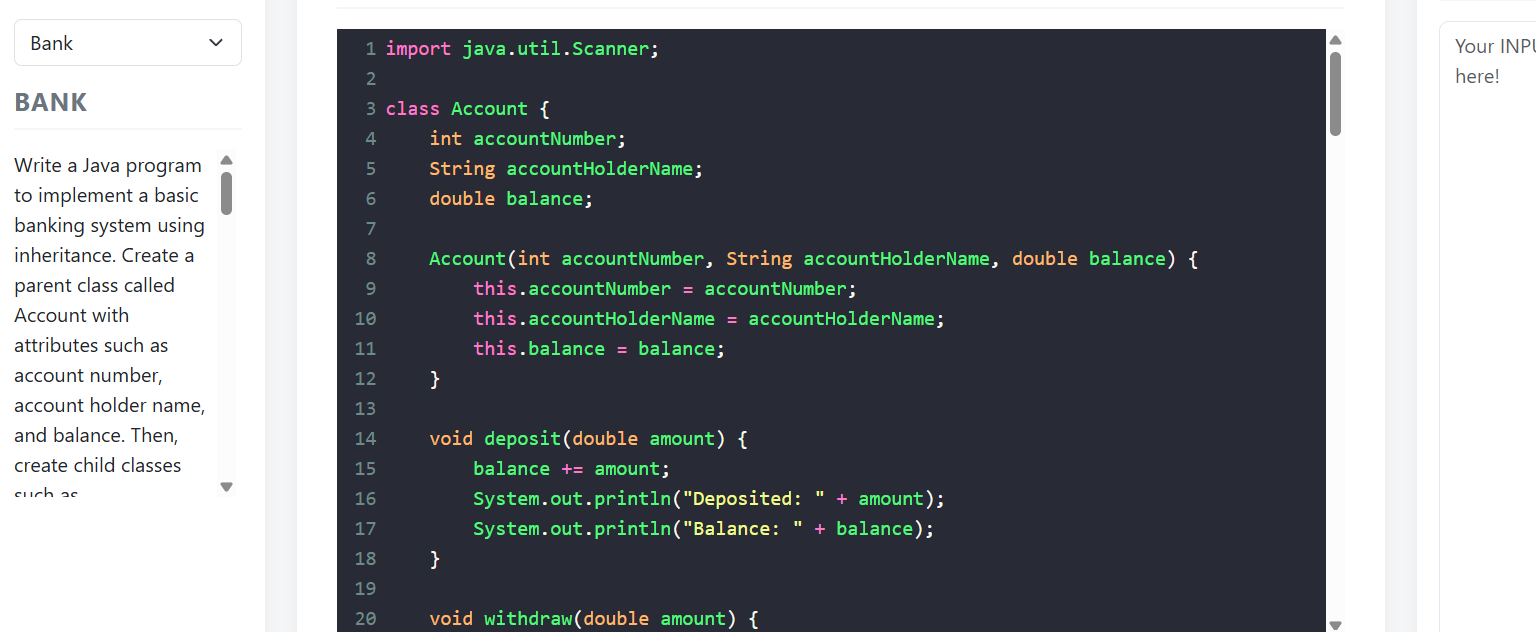 Bank
BANK
Write a Java program
to implement a basic
banking system using
inheritance. Create a
parent class called
Account with
attributes such as
account number,
account holder name,
and balance. Then,
create child classes
such as
1 import java.util.Scanner;
2
3 class Account {
4     int accountNumber;
5     String accountHolderName;
6     double balance;
7
8     Account(int accountNumber, String accountHolderName, double balance) {
9         this.accountNumber = accountNumber;
10         this.accountHolderName = accountHolderName;
11         this.balance = balance;
12     }
13
14     void deposit(double amount) {
15         balance += amount;
16         System.out.println("Deposited: " + amount);
17         System.out.println("Balance: " + balance);
18     }
19
20     void withdraw(double amount) {
Your INPU
here!